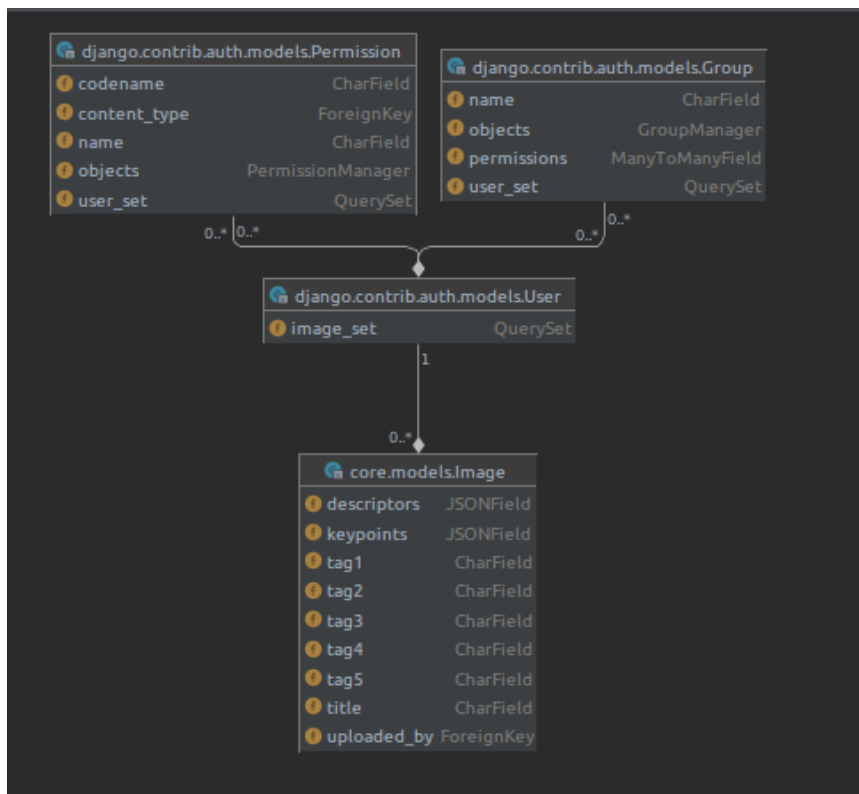 django.contrib.auth.models.Permission
codename CharField
content_type ForeignKey
name CharField
objects PermissionManager
user_set QuerySet
django.contrib.auth.models.Group
name CharField
objects GroupManager
permissions ManyToManyField
user_set QuerySet
0..* 0..*
0..*
0..*
django.contrib.auth.models.User
image_set QuerySet
1
0..*
core.models.Image
descriptors JSONField
keypoints JSONField
tag1 CharField
tag2 CharField
tag3 CharField
tag4 CharField
tag5 CharField
title CharField
uploaded_by ForeignKey